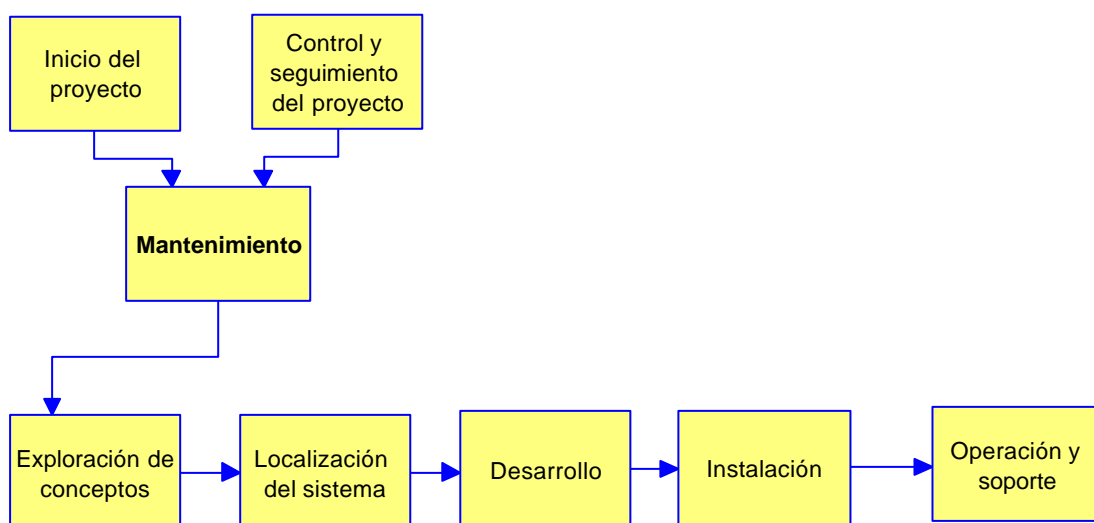 Inicio del
proyecto
Control y
seguimiento
del proyecto
Mantenimiento
Exploración de
conceptos
Localización
del sistema
Desarrollo
Instalación
Operación y
soporte